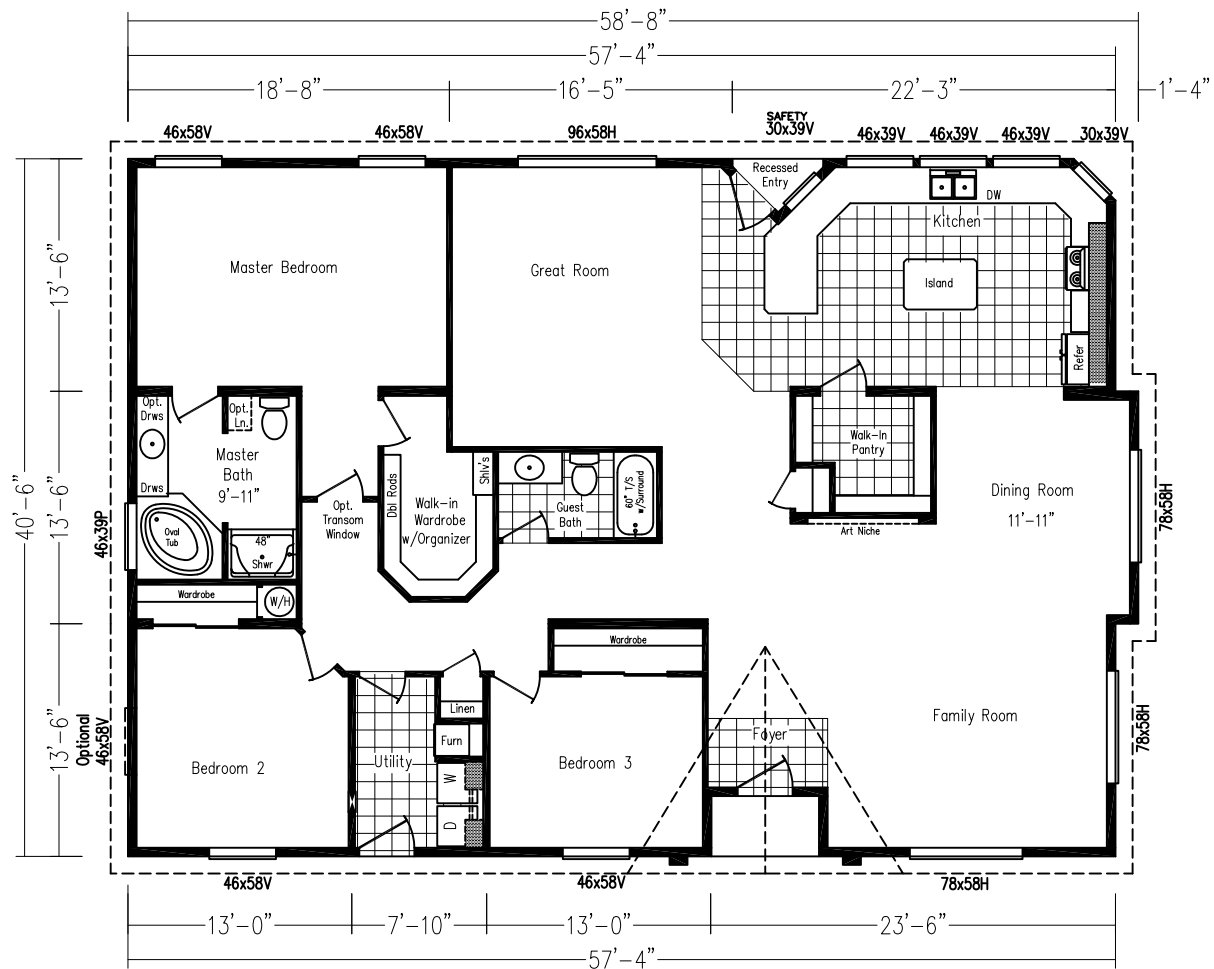 58'-8"
57'-4"
18'-8"
16'-5"
22'-3"
1'-4"
46x58V
46x58V
96x58H
SAFETY
30x39V
46x39V
46x39V
46x39V
30x39V
Recessed
Entry
DW
Kitchen
Master Bedroom
Great Room
Island
Refer
13'-6"
40'-6"
13'-6"
13'-6"
Opt.
Drws
Opt.
Ln.
Master
Bath
9'-11"
Drws
Oval
Tub
48"
Shwr
Opt.
Transom
Window
Dbl Rods
Shlv's
Walk-in
Wardrobe
w/Organizer
Guest
Bath
60" T/S
w/Surround
Walk-In
Pantry
Art Niche
Dining Room
11'-11"
78x58H
46x39P
Wardrobe
W/H
Wardrobe
Optional
46x58V
Linen
Furn
Utility
W
D
Bedroom 2
Bedroom 3
Foyer
Family Room
78x58H
46x58V
46x58V
78x58H
13'-0"
7'-10"
13'-0"
23'-6"
57'-4"